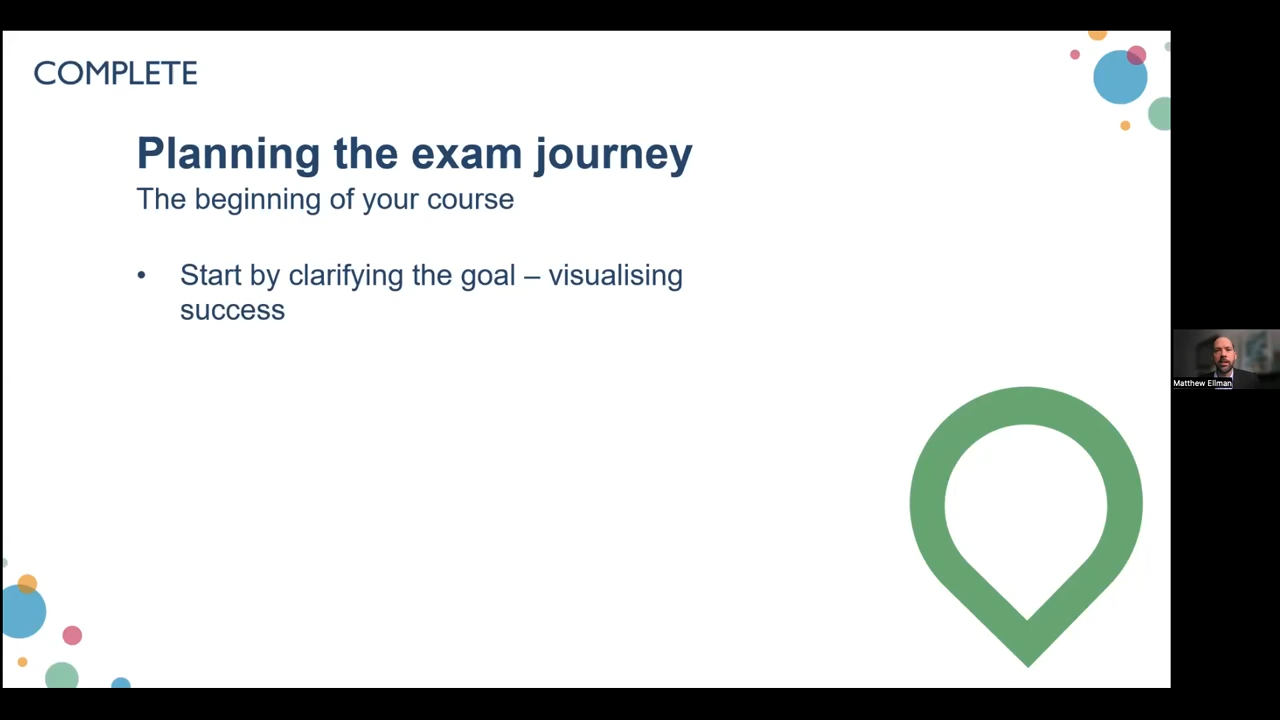 COMPLETE
Planning the exam journey
The beginning of your course
• Start by clarifying the goal – visualising
success
Matthew Ellman